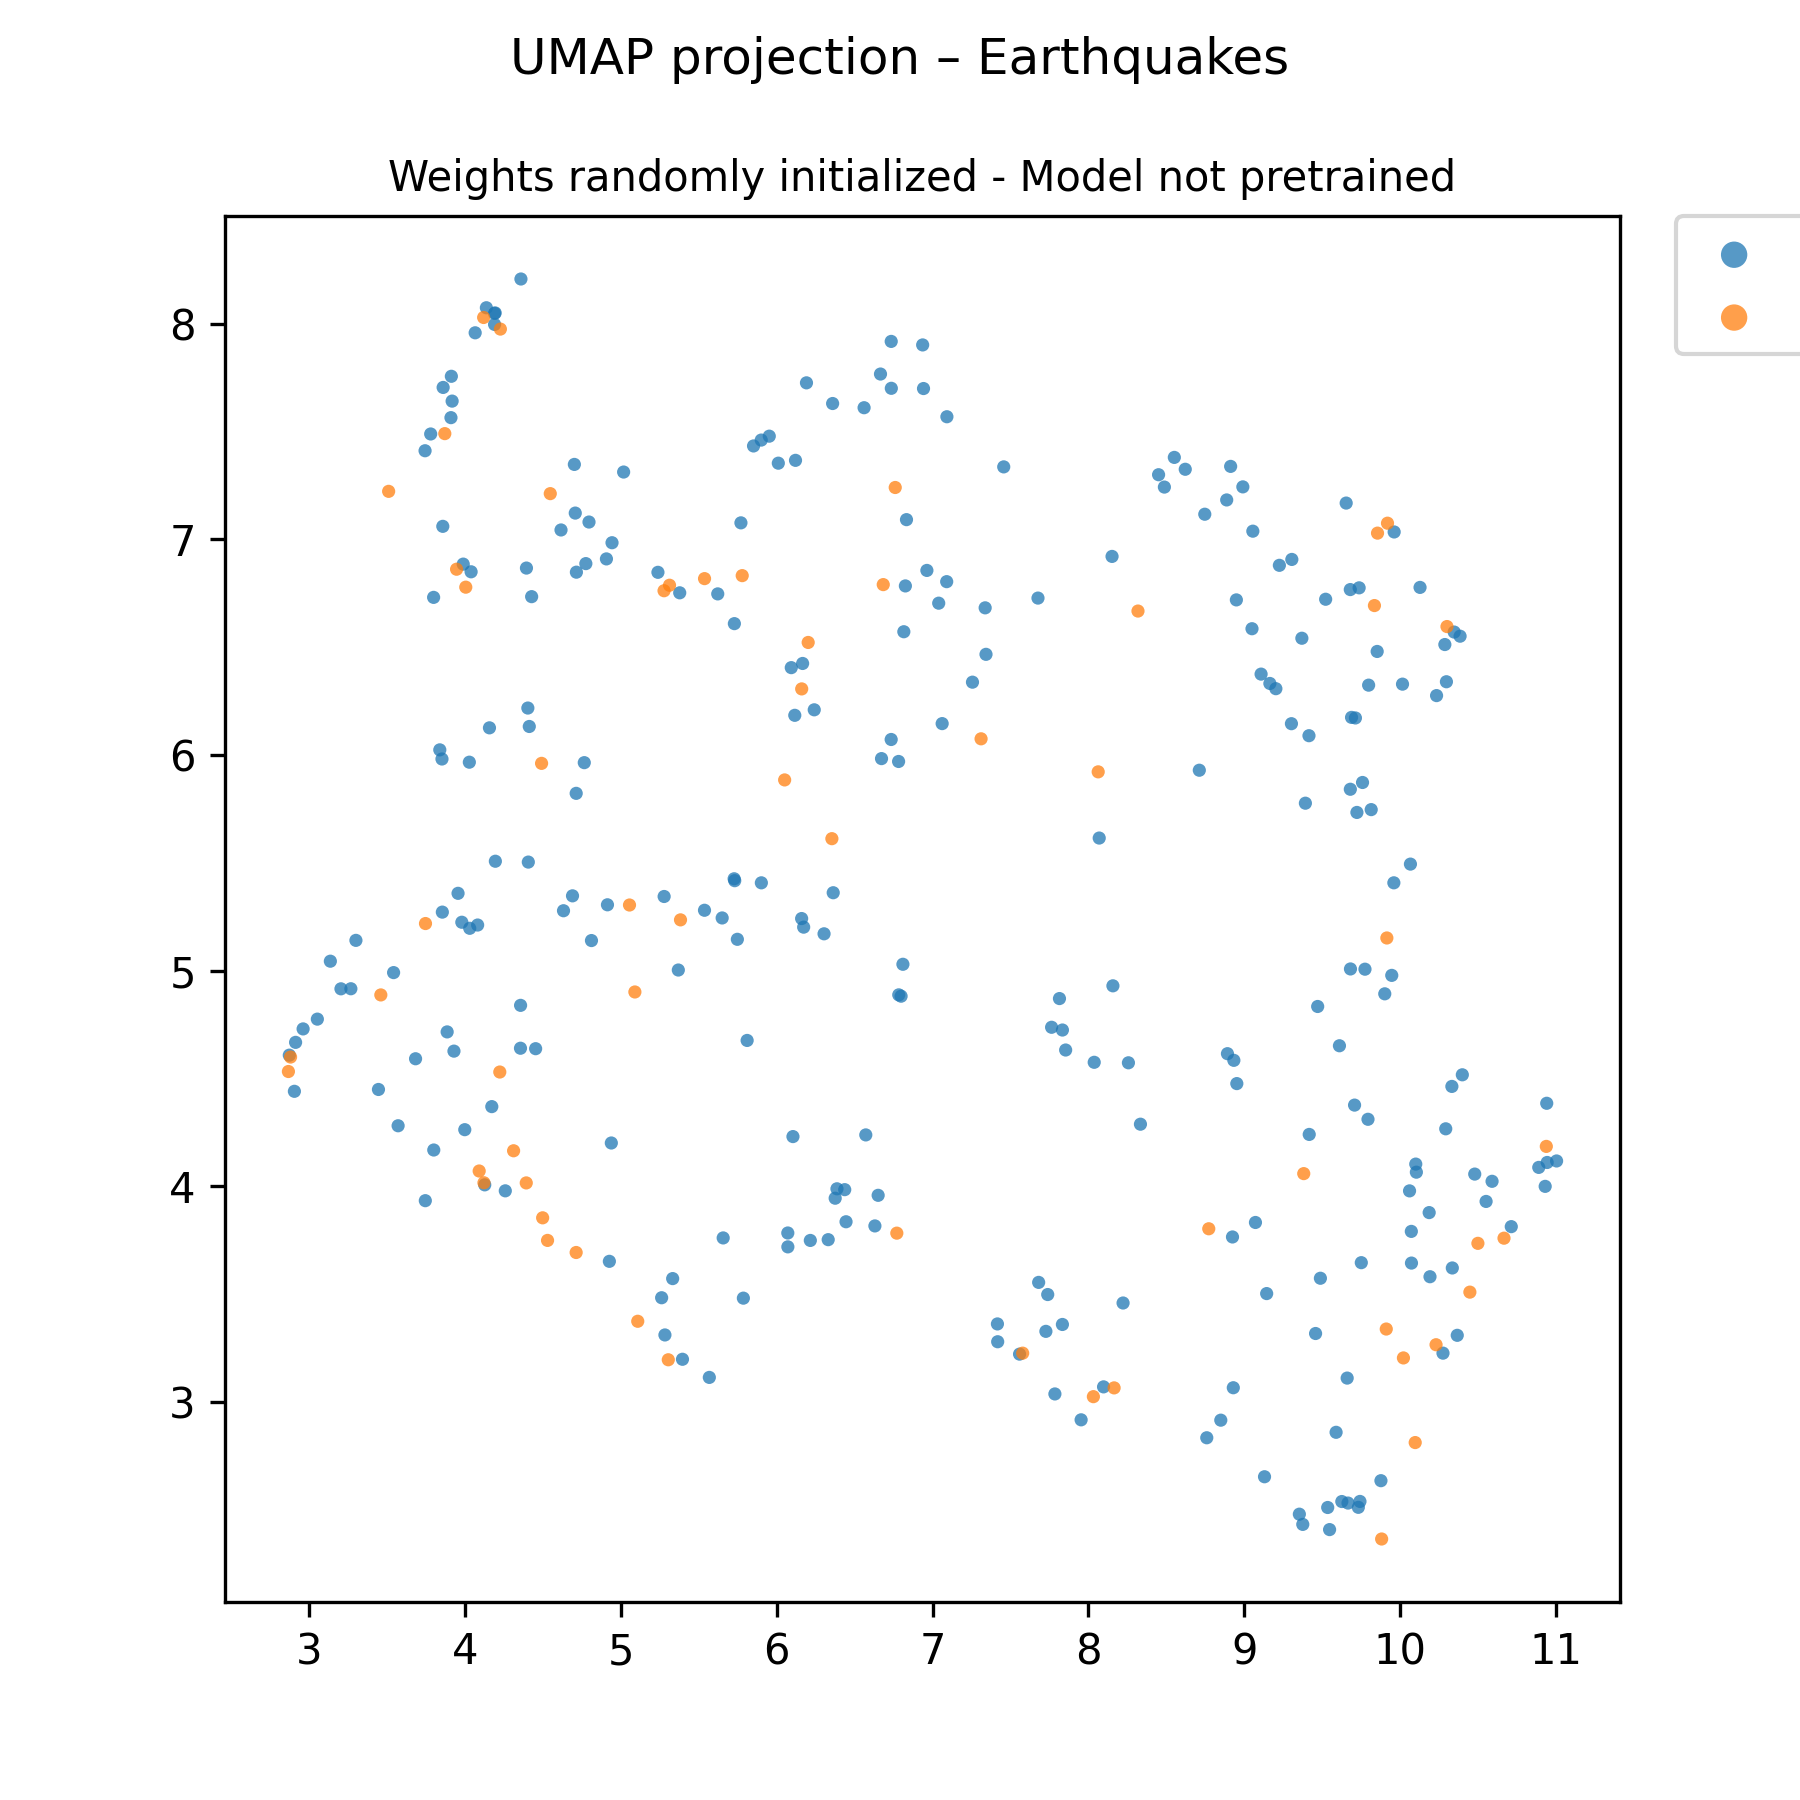 UMAP projection – Earthquakes
Weights randomly initialized - Model not pretrained
8
7
6
5
4
3
3 4 5 6 7 8 9 10 11